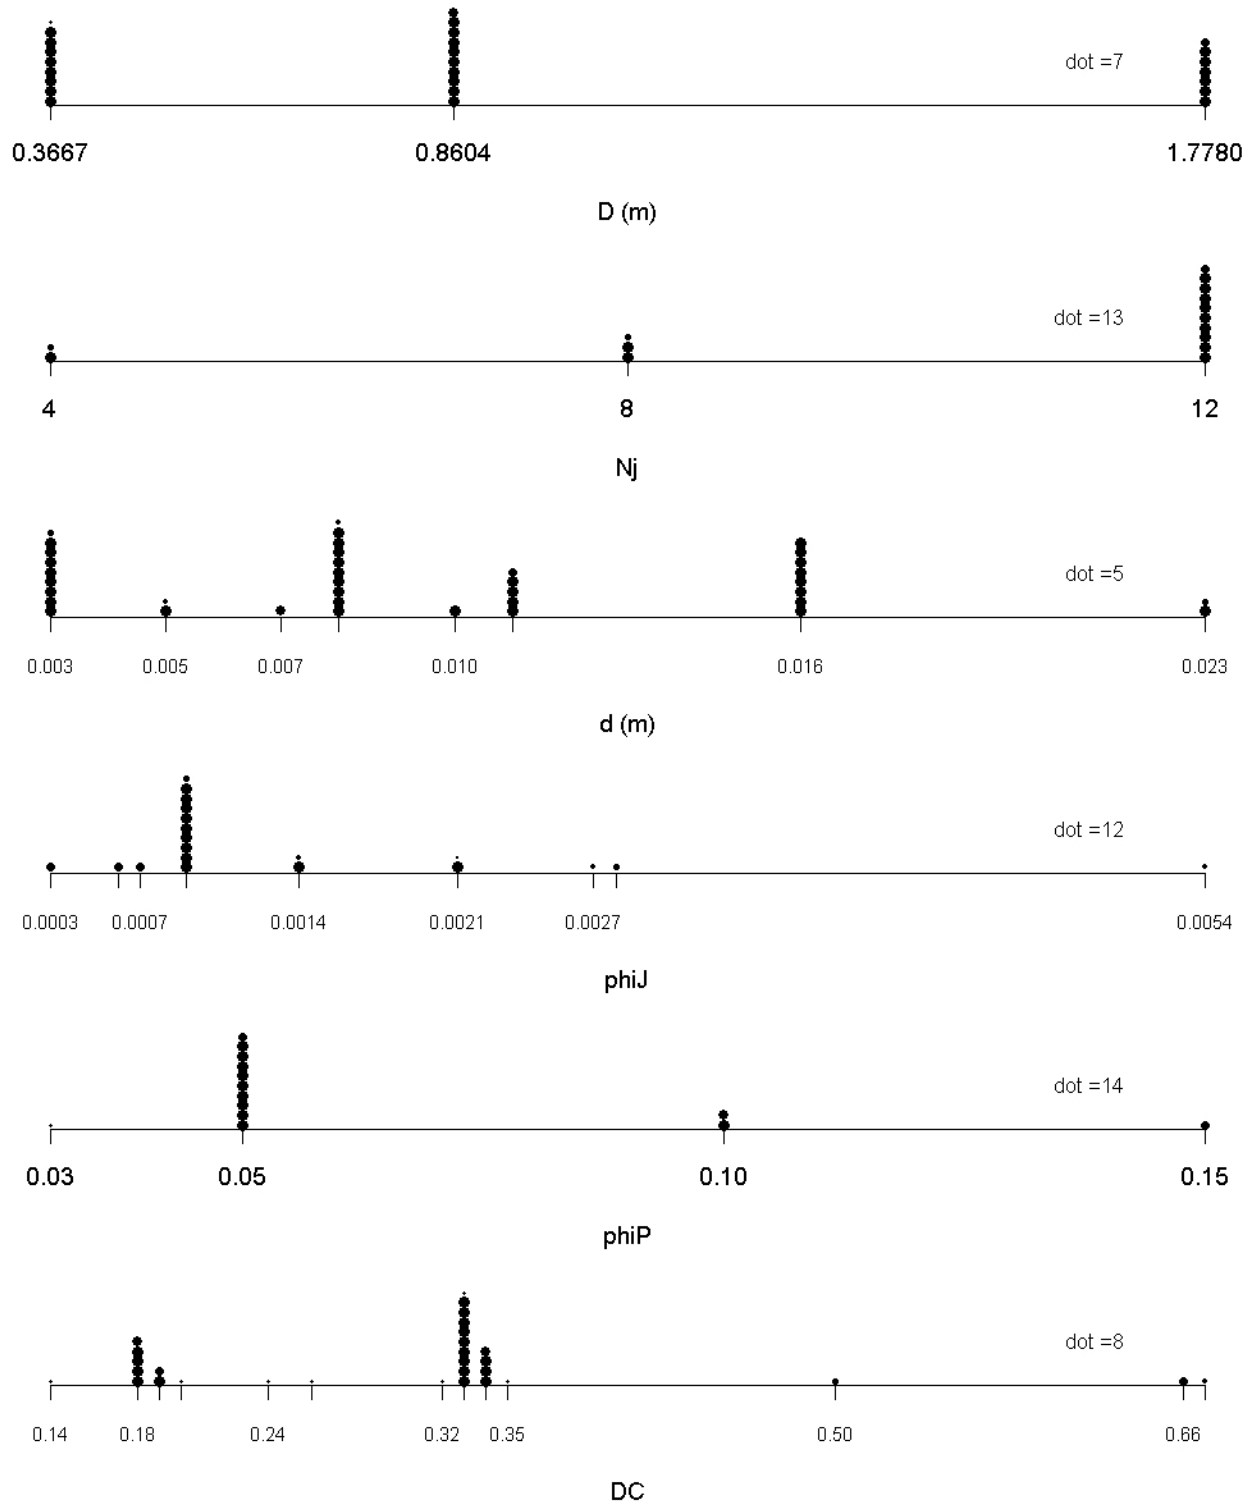 dot =7
0.3667 0.8604 1.7780
D (m)
dot =13
4 8 12
Nj
dot =5
0.003 0.005 0.007 0.010 0.016 0.023
d (m)
dot =12
0.0003 0.0007 0.0014 0.0021 0.0027 0.0054
phiJ
dot =14
0.03 0.05 0.10 0.15
phiP
dot =8
0.14 0.18 0.24 0.32 0.35 0.50 0.66
DC